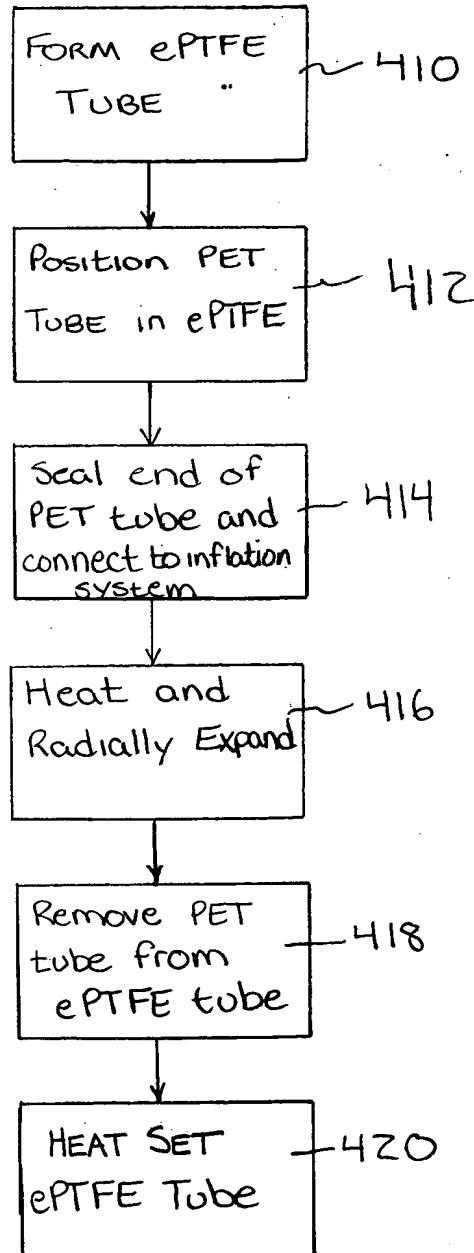 FORM ePTFE
TUBE
410
Position PET
TUBE in ePTFE
412
Seal end of
PET tube and
connect to inflation
system
414
Heat and
Radially Expand
416
Remove PET
tube from
ePTFE tube
418
HEAT SET
ePTFE Tube
420